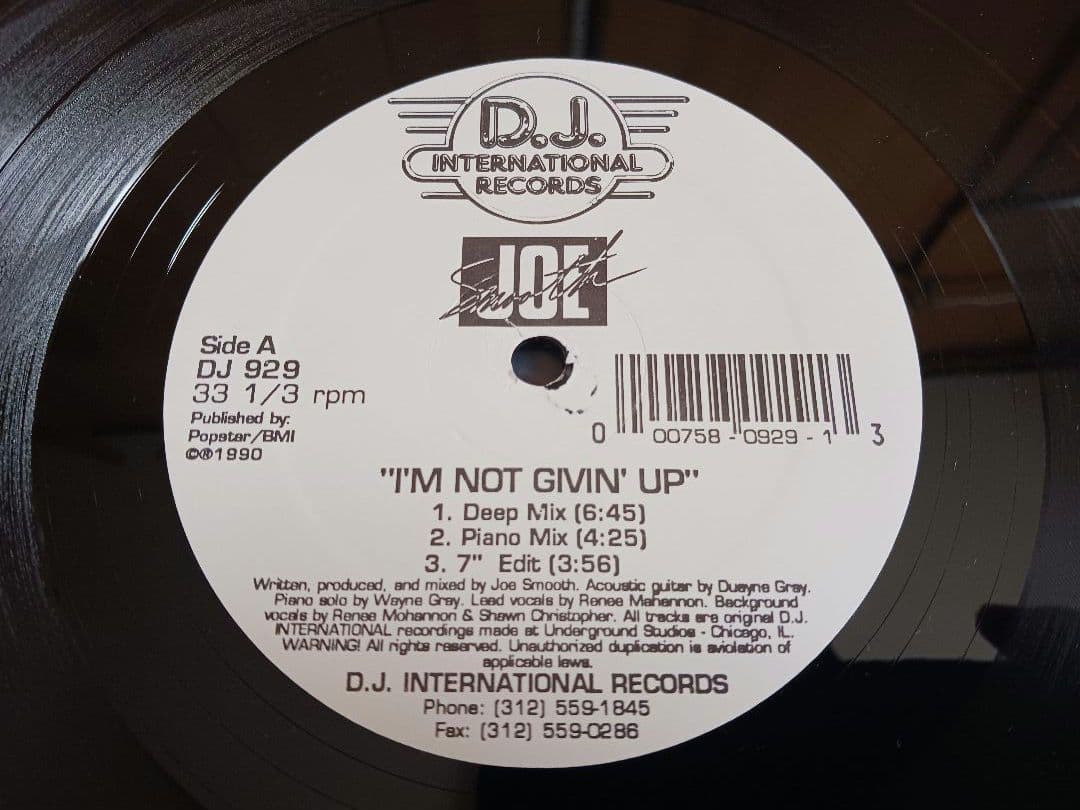 D.J.
INTERNATIONAL
RECORDS
JOE
Smooth
Side A
DJ 929
33 1/3 rpm
Published by:
Popstar/BMI
©®1990
0 00758-0929-1 3
"I'M NOT GIVIN' UP"
1. Deep Mix (6:45)
2. Piano Mix (4:25)
3. 7" Edit (3:56)
Written, produced, and mixed by Joe Smooth. Acoustic guitar by Duayne Gray.
Piano solo by Wayne Gray. Lead vocals by Renee Mahannon. Background
vocals by Renee Mohannon & Shawn Christopher. All tracks are original D.J.
INTERNATIONAL recordings made at Underground Studios - Chicago, IL.
WARNING! All rights reserved. Unauthorized duplication is aviolation of
applicable laws.
D.J. INTERNATIONAL RECORDS
Phone: (312) 559-1845
Fax: (312) 559-0286